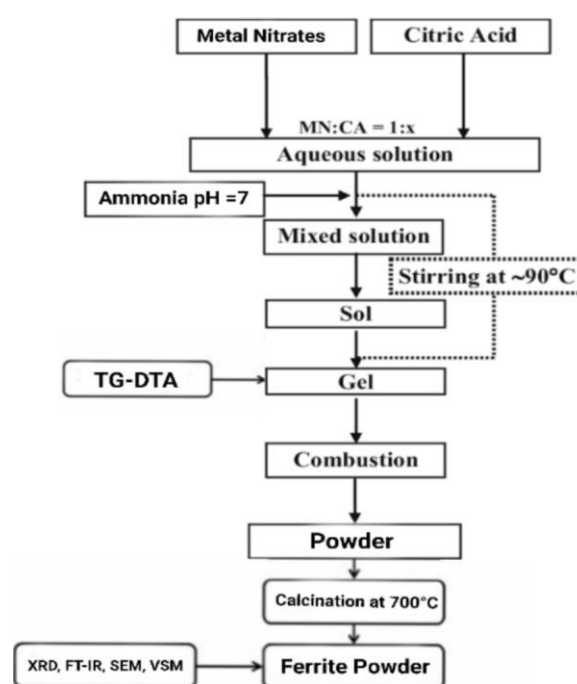 Metal Nitrates
Citric Acid
MN:CA = 1:x
Aqueous solution
Ammonia pH =7
Mixed solution
Stirring at ~90°C
Sol
TG-DTA
Gel
Combustion
Powder
Calcination at 700°C
XRD, FT-IR, SEM, VSM
Ferrite Powder